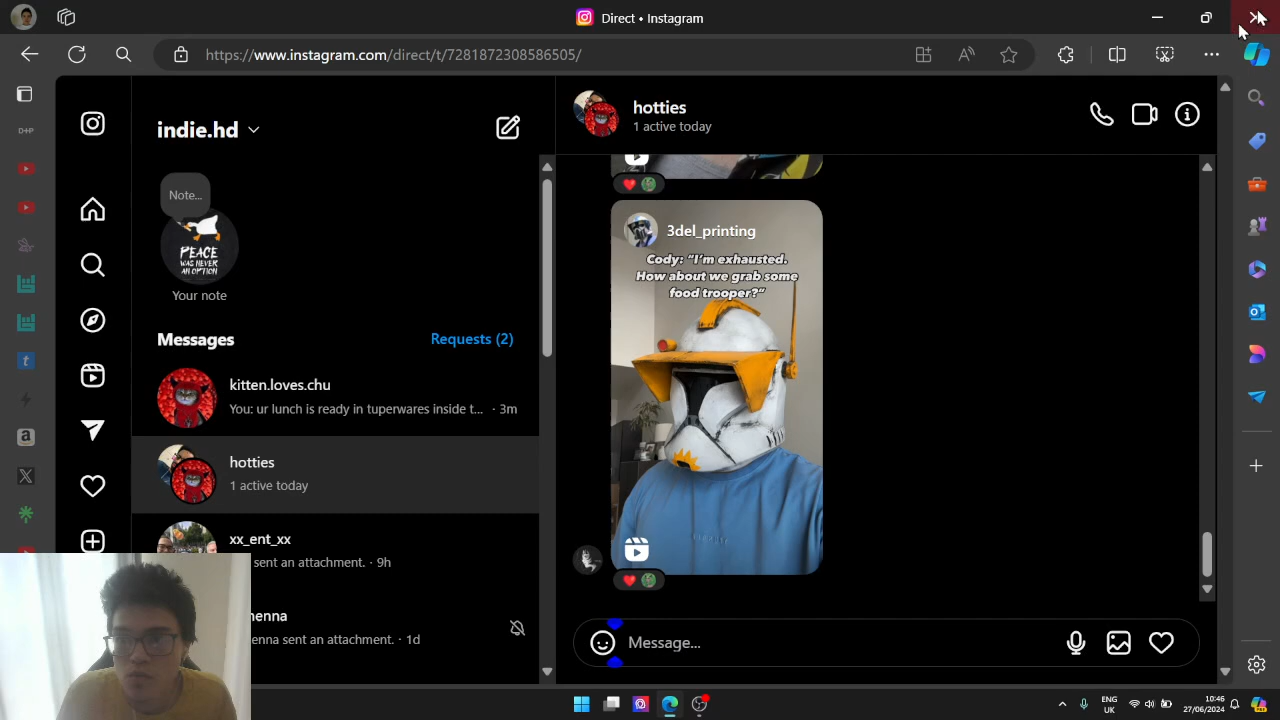 Direct • Instagram
https://www.instagram.com/direct/t/7281872308586505/
D+P
indie.hd
Note...
PEACE
WAS NEVER
AN OPTION
Your note
Messages
Requests (2)
kitten.loves.chu
You: ur lunch is ready in tuperwares inside t... · 3m
hotties
1 active today
xx_ent_xx
sent an attachment. · 9h
enna sent an attachment. · 1d
hotties
1 active today
3del_printing
Cody: “I’m exhausted.
How about we grab some
food trooper?”
Message...
ENG
UK
10:46
27/06/2024